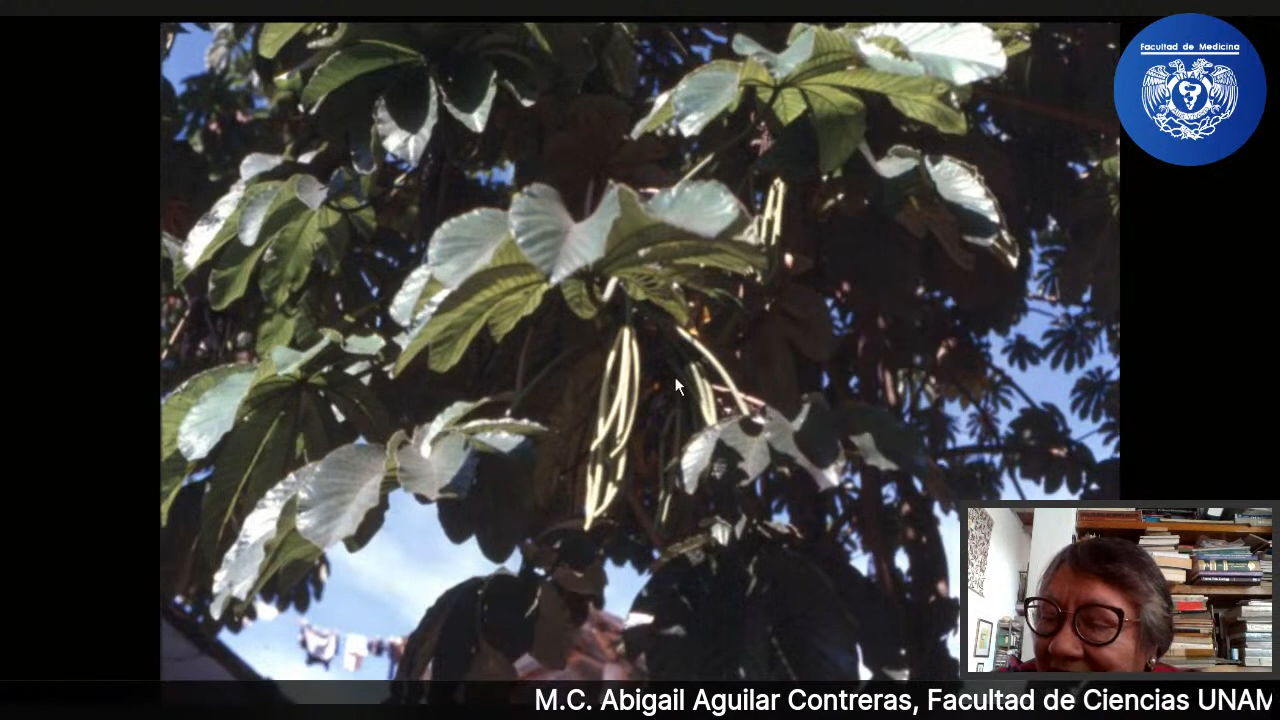 Facultad de Medicina
M.C. Abigail Aguilar Contreras, Facultad de Ciencias UNAM